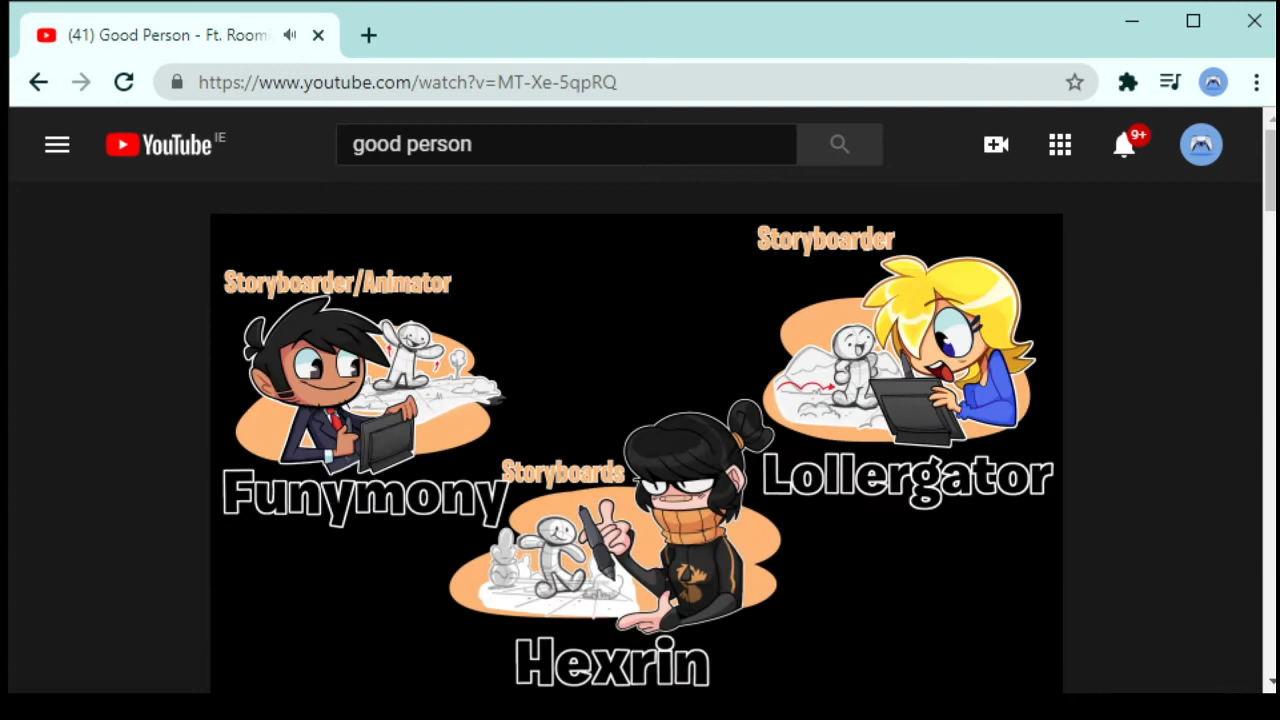 (41) Good Person - Ft. Room
https://www.youtube.com/watch?v=MT-Xe-5qpRQ
YouTube IE
good person
9+
Storyboarder
Storyboarder/Animator
Lollergator
Funymony
Storyboards
Hexrin